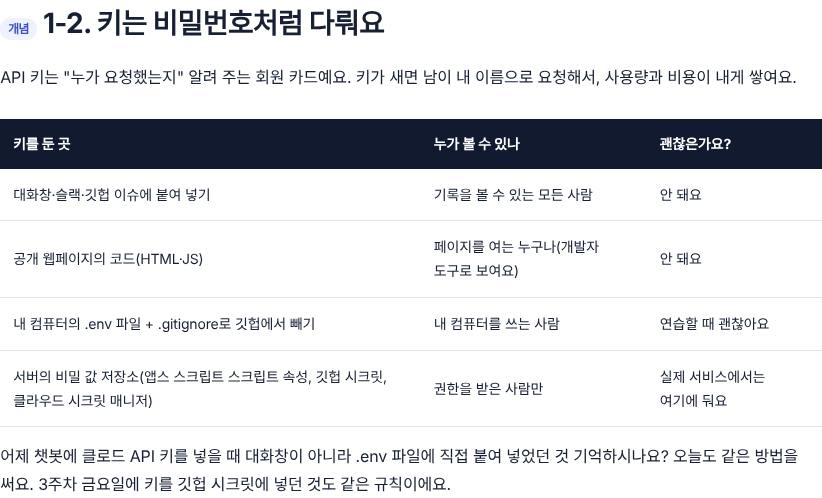 개념 1-2. 키는 비밀번호처럼 다뤄요
API 키는 "누가 요청했는지" 알려 주는 회원 카드예요. 키가 새면 남이 내 이름으로 요청해서, 사용량과 비용이 내게 쌓여요.
키를 둔 곳 누가 볼 수 있나 괜찮은가요?
대화창·슬랙·깃헙 이슈에 붙여 넣기 기록을 볼 수 있는 모든 사람 안 돼요
공개 웹페이지의 코드(HTML·JS) 페이지를 여는 누구나(개발자
도구로 보여요) 안 돼요
내 컴퓨터의 .env 파일 + .gitignore로 깃헙에서 빼기 내 컴퓨터를 쓰는 사람 연습할 때 괜찮아요
서버의 비밀 값 저장소(앱스 스크립트 스크립트 속성, 깃헙 시크릿,
클라우드 시크릿 매니저) 권한을 받은 사람만 실제 서비스에서는
여기에 둬요
어제 챗봇에 클로드 API 키를 넣을 때 대화창이 아니라 .env 파일에 직접 붙여 넣었던 것 기억하시나요? 오늘도 같은 방법을
써요. 3주차 금요일에 키를 깃헙 시크릿에 넣던 것도 같은 규칙이에요.